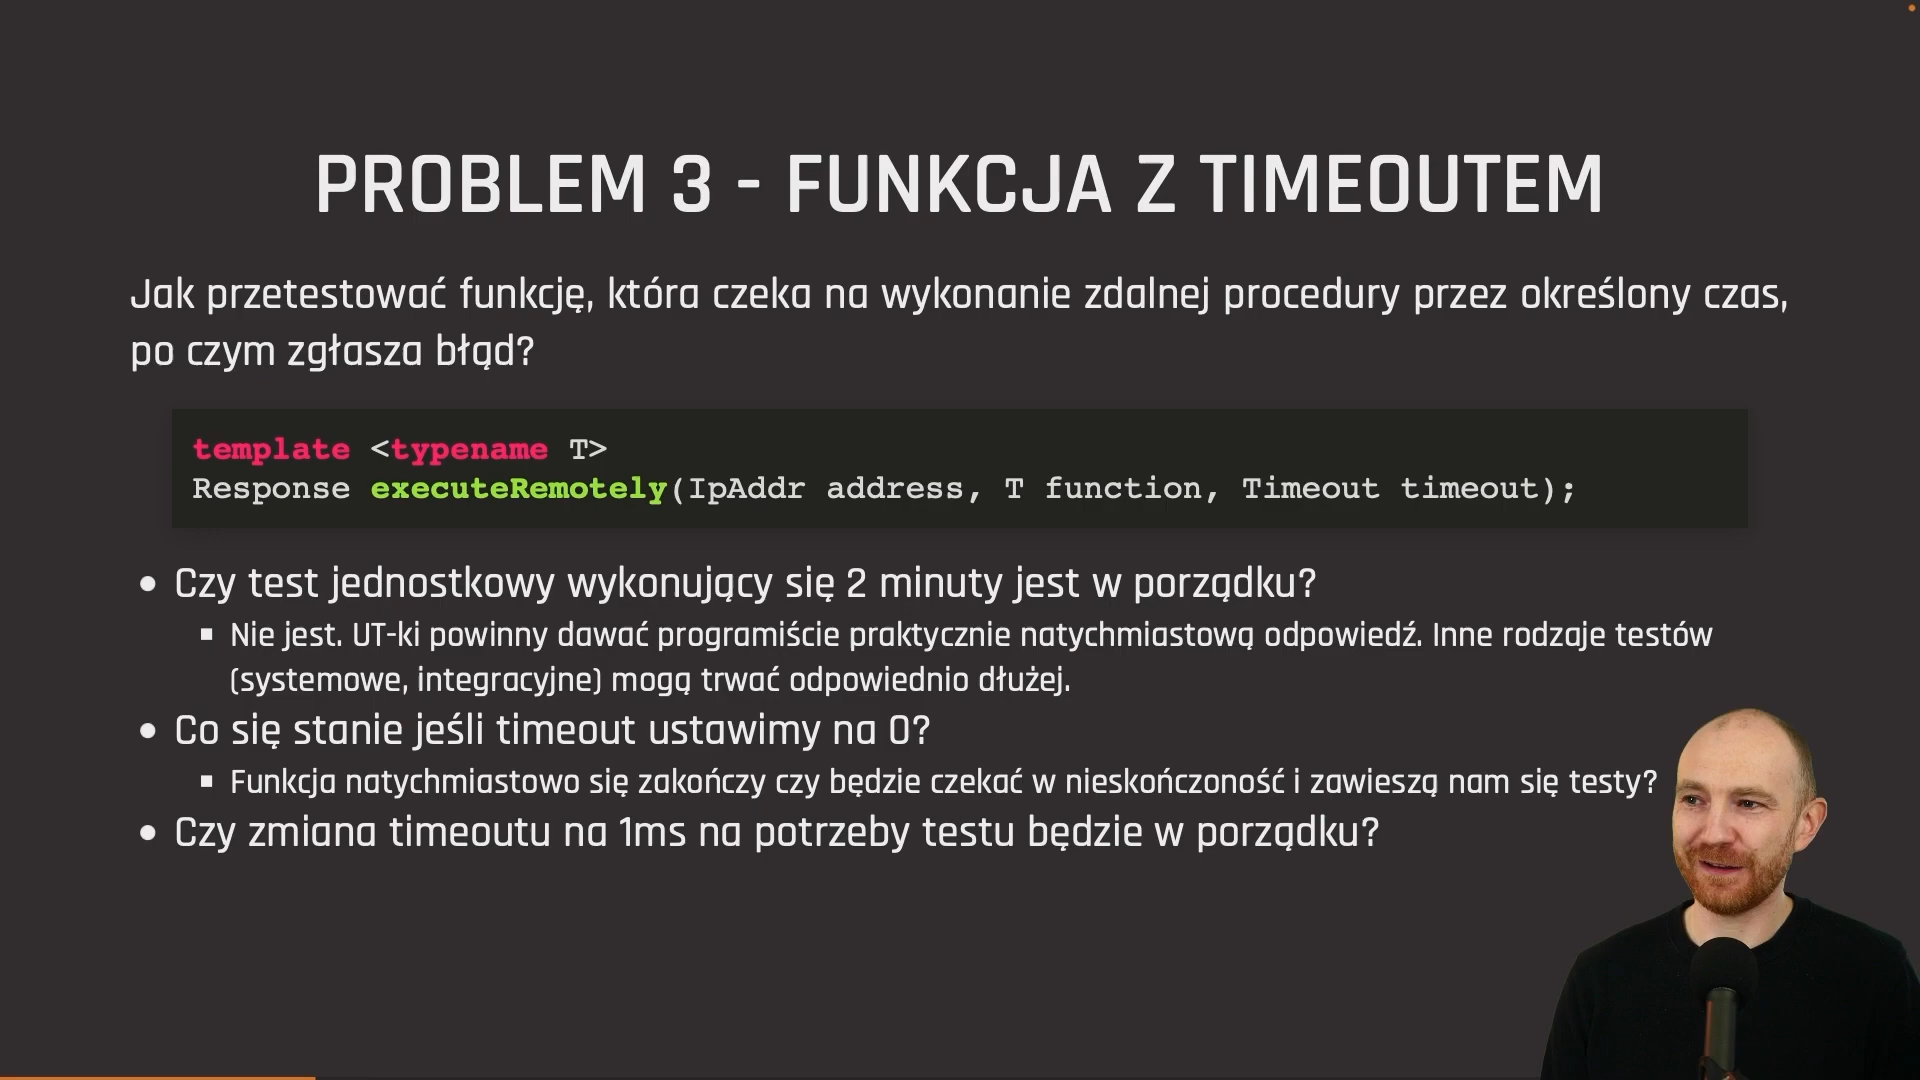 PROBLEM 3 - FUNKCJA Z TIMEOUTEM
Jak przetestować funkcję, która czeka na wykonanie zdalnej procedury przez określony czas,
po czym zgłasza błąd?
template <typename T>
Response executeRemotely(IpAddr address, T function, Timeout timeout);
• Czy test jednostkowy wykonujący się 2 minuty jest w porządku?
▪ Nie jest. UT-ki powinny dawać programiście praktycznie natychmiastową odpowiedź. Inne rodzaje testów
(systemowe, integracyjne) mogą trwać odpowiednio dłużej.
• Co się stanie jeśli timeout ustawimy na 0?
▪ Funkcja natychmiastowo się zakończy czy będzie czekać w nieskończoność i zawieszą nam się testy?
• Czy zmiana timeoutu na 1ms na potrzeby testu będzie w porządku?